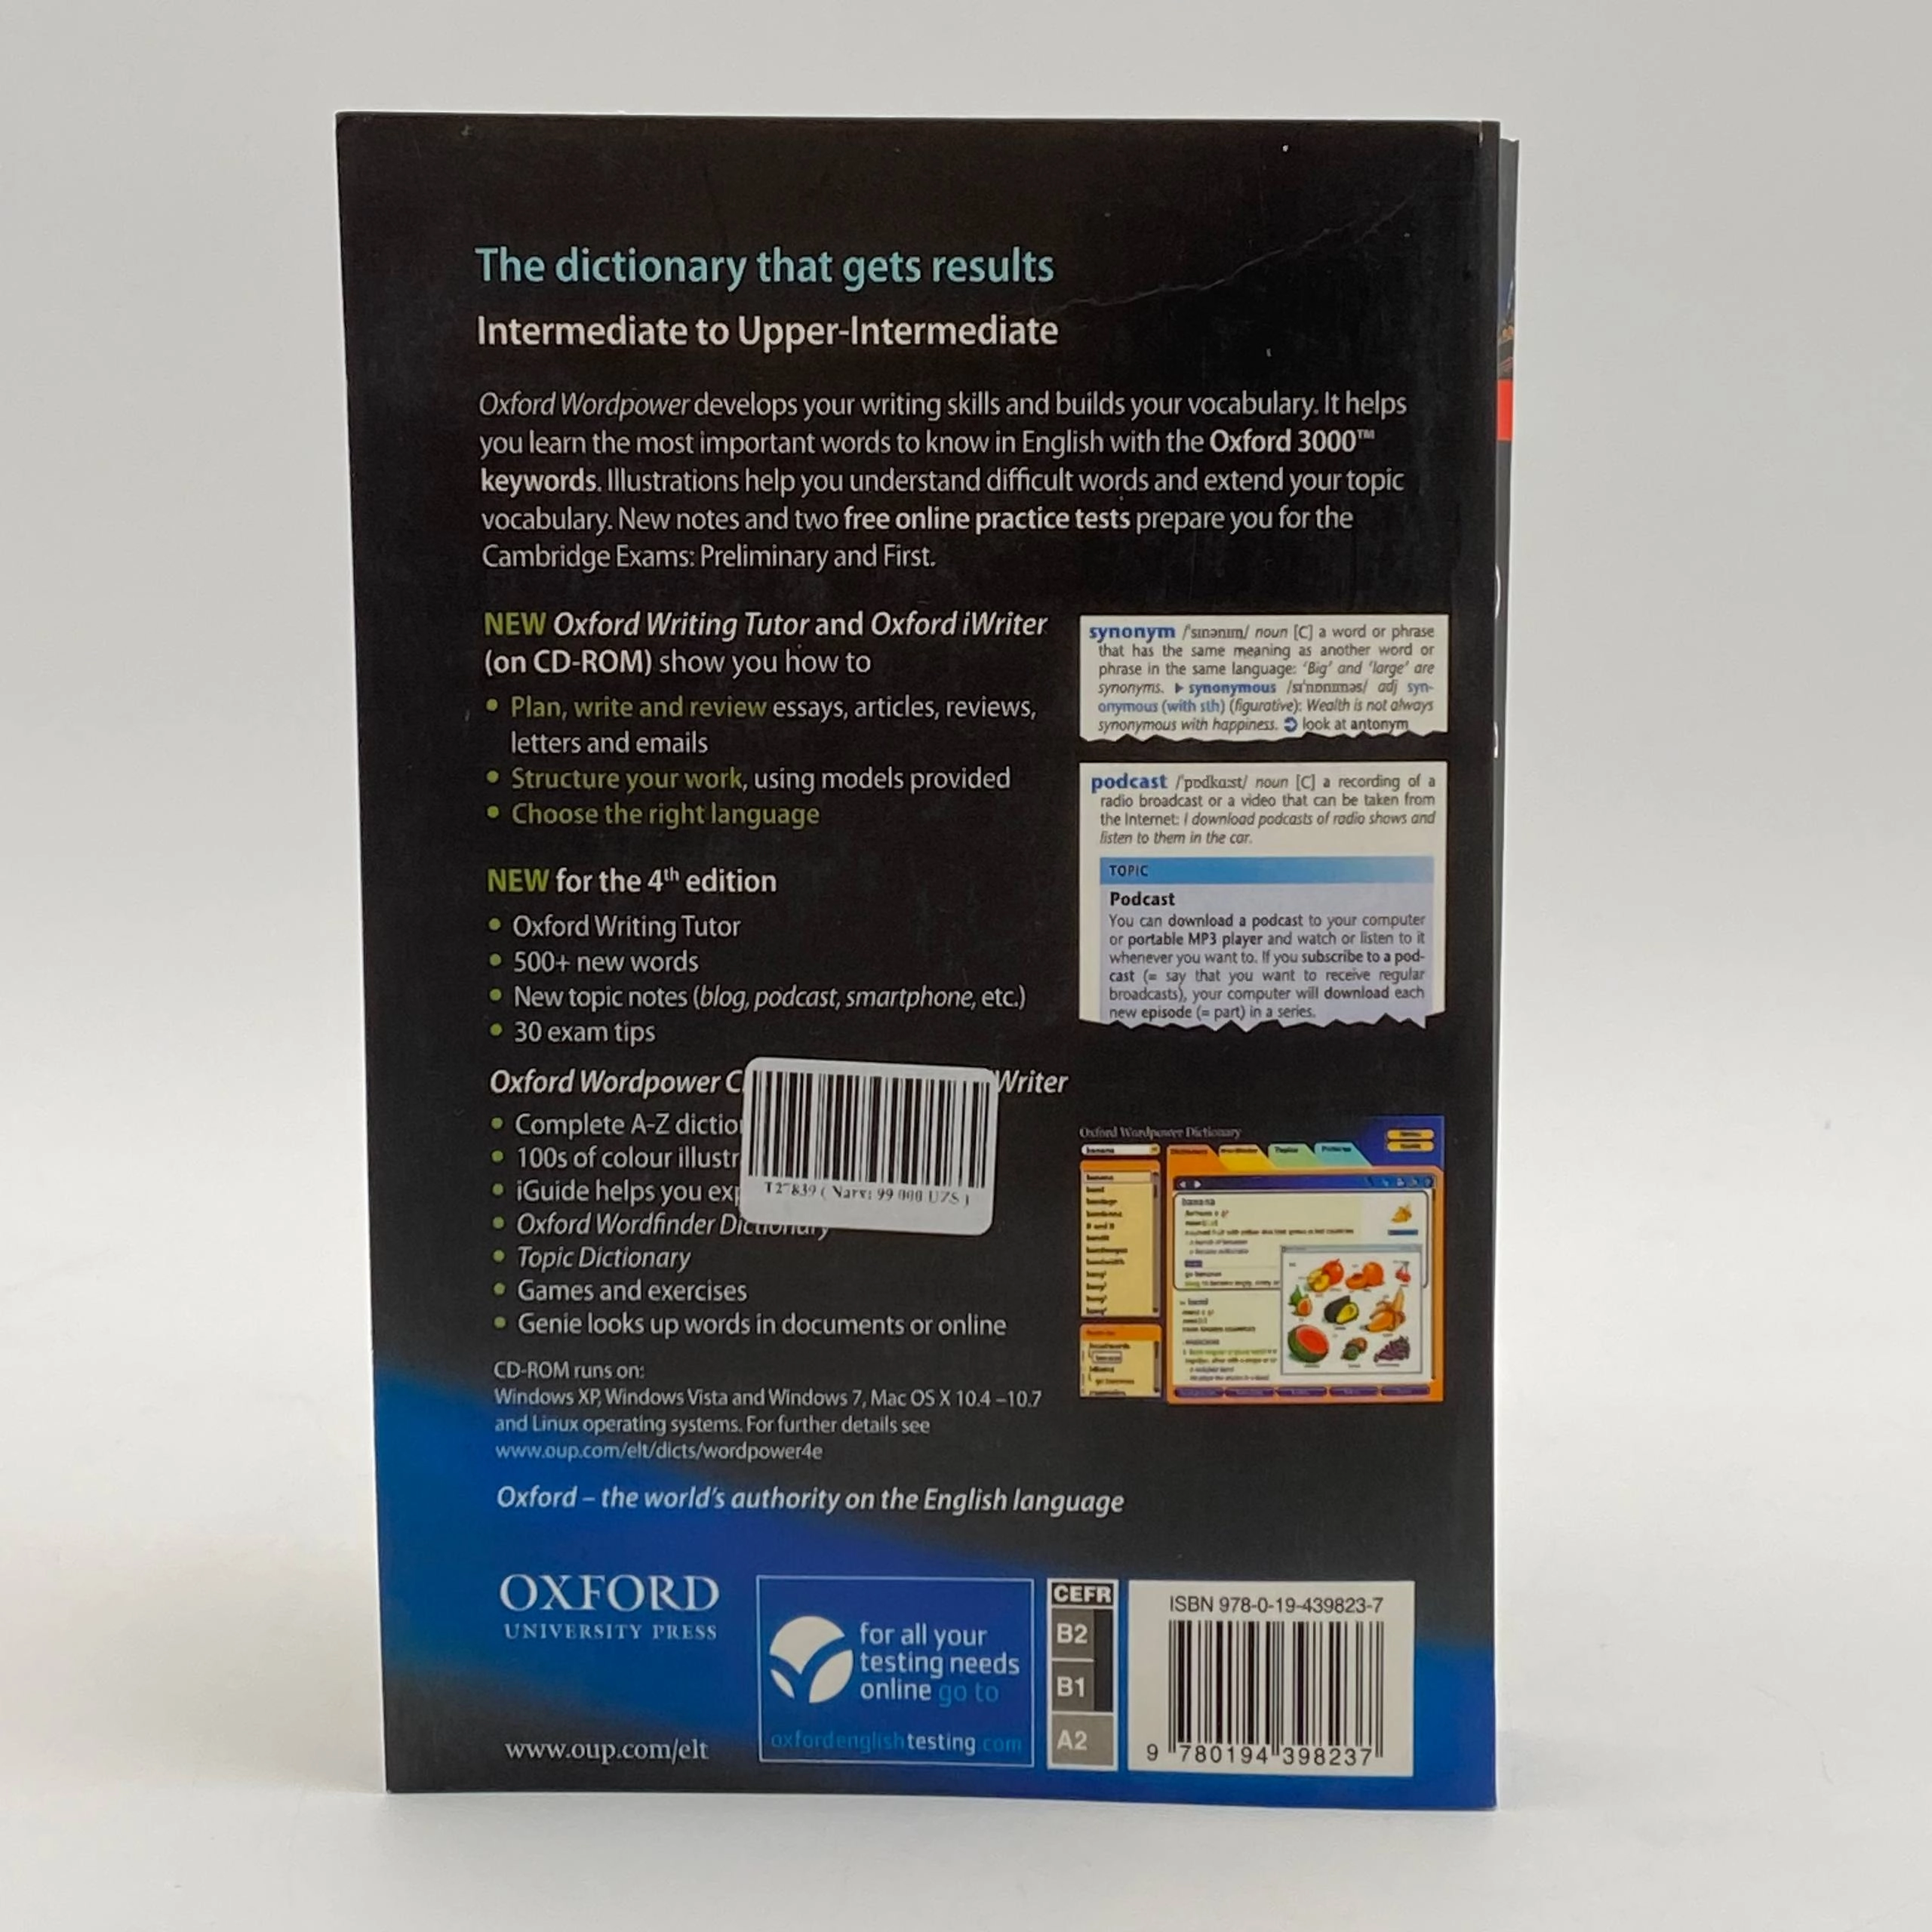 The dictionary that gets results
Intermediate to Upper-Intermediate
Oxford Wordpower develops your writing skills and builds your vocabulary. It helps
you learn the most important words to know in English with the Oxford 3000™
keywords. Illustrations help you understand difficult words and extend your topic
vocabulary. New notes and two free online practice tests prepare you for the
Cambridge Exams: Preliminary and First.
NEW Oxford Writing Tutor and Oxford iWriter
(on CD-ROM) show you how to
• Plan, write and review essays, articles, reviews,
letters and emails
• Structure your work, using models provided
• Choose the right language
NEW for the 4th edition
• Oxford Writing Tutor
• 500+ new words
• New topic notes (blog, podcast, smartphone, etc.)
• 30 exam tips
Oxford Wordpower Writer
• Complete A-Z
• 100s of colour
• iGuide helps you
• Oxford Wordfinder Dictionary
• Topic Dictionary
• Games and exercises
• Genie looks up words in documents or online
CD-ROM runs on:
Windows XP, Windows Vista and Windows 7, Mac OS X 10.4 –10.7
and Linux operating systems. For further details see
www.oup.com/elt/dicts/wordpower4e
Oxford – the world's authority on the English language
synonym /ˈsɪnənɪm/ noun [C] a word or phrase
that has the same meaning as another word or
phrase in the same language: 'Big' and 'large' are
synonyms. ▶ synonymous /sɪˈnɒnɪməs/ adj syn-
onymous (with sth) (figurative): Wealth is not always
synonymous with happiness. ➲ look at antonym
podcast /ˈpɒdkɑːst/ noun [C] a recording of a
radio broadcast or a video that can be taken from
the Internet: I download podcasts of radio shows and
listen to them in the car.
TOPIC
Podcast
You can download a podcast to your computer
or portable MP3 player and watch or listen to it
whenever you want to. If you subscribe to a pod-
cast (= say that you want to receive regular
broadcasts), your computer will download each
new episode (= part) in a series.
T27839 ( Narx: 99 000 UZS )
Oxford Wordpower Dictionary
OXFORD
UNIVERSITY PRESS
www.oup.com/elt
for all your
testing needs
online go to
oxfordenglishtesting.com
CEFR
B2
B1
A2
ISBN 978-0-19-439823-7
9 780194 398237